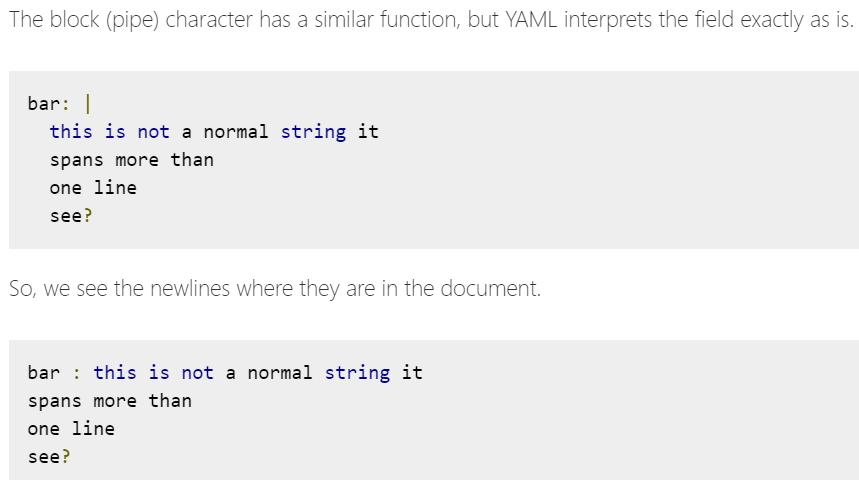 The block (pipe) character has a similar function, but YAML interprets the field exactly as is.
bar: |
  this is not a normal string it
  spans more than
  one line
  see?
So, we see the newlines where they are in the document.
bar : this is not a normal string it
spans more than
one line
see?